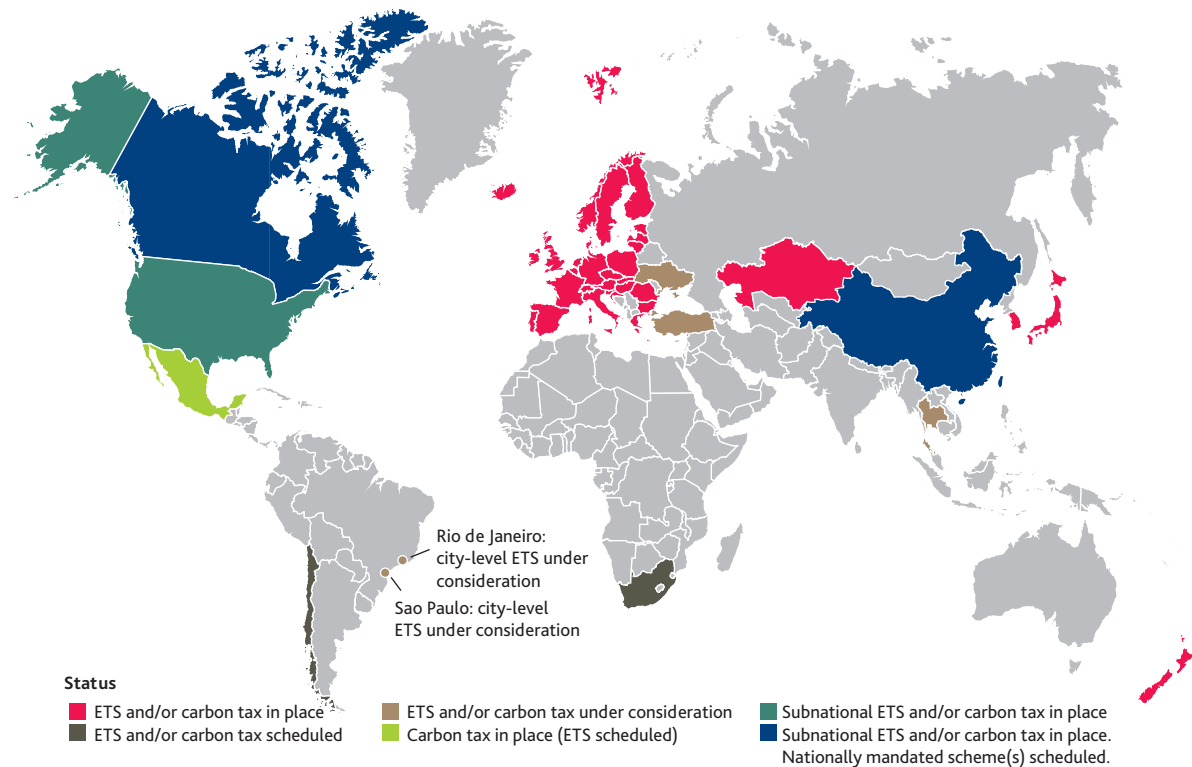 Rio de Janeiro:
city-level ETS under
consideration
Sao Paulo: city-level
ETS under consideration
Status
ETS and/or carbon tax in place
ETS and/or carbon tax scheduled
ETS and/or carbon tax under consideration
Carbon tax in place (ETS scheduled)
Subnational ETS and/or carbon tax in place
Subnational ETS and/or carbon tax in place.
Nationally mandated scheme(s) scheduled.